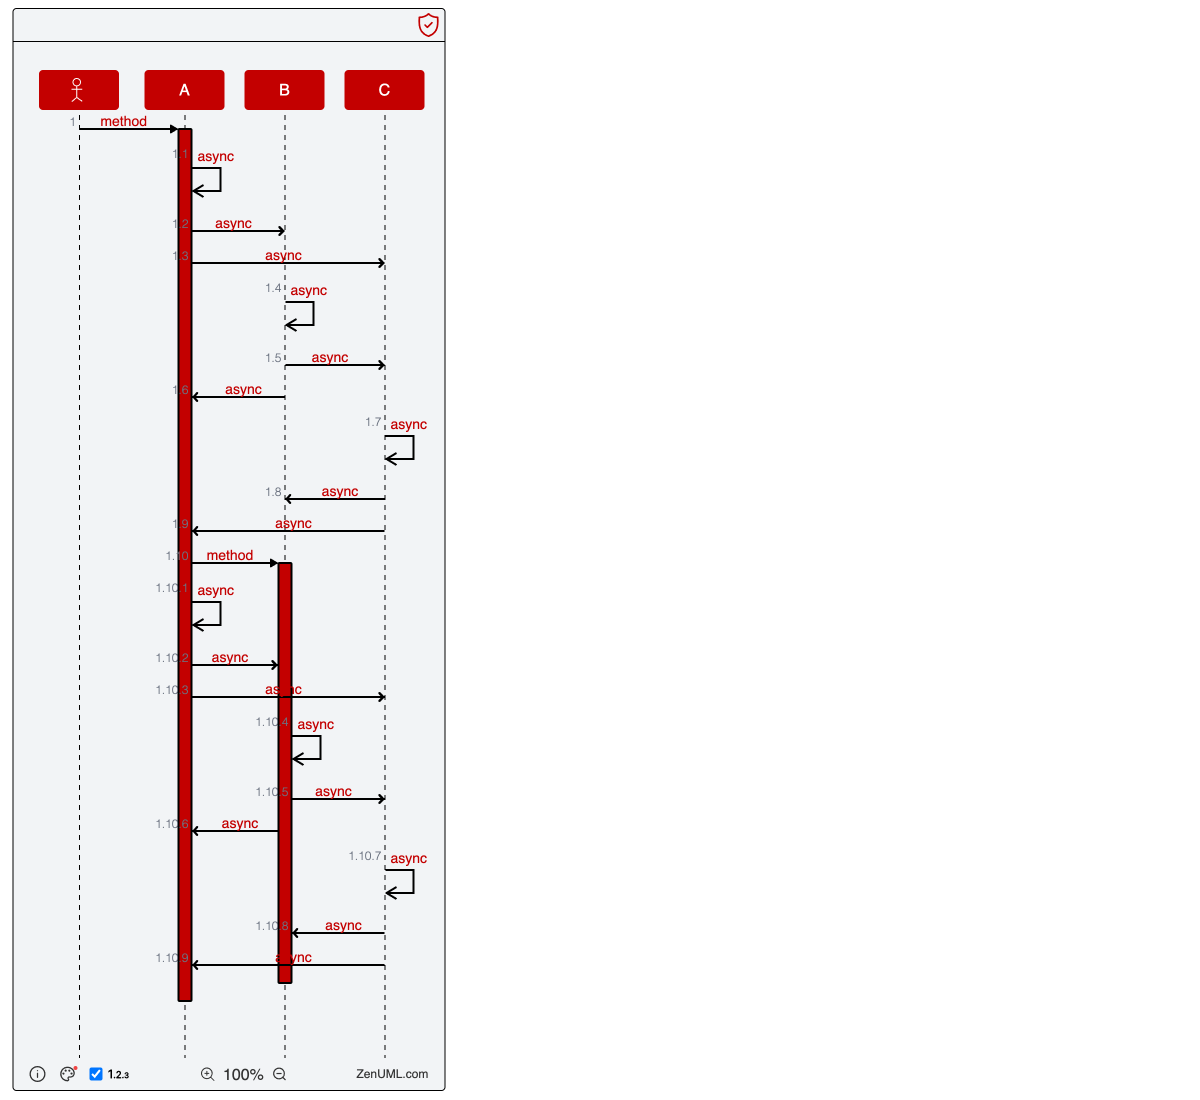 A B C
1 method
1.1 async
1.2 async
1.3 async
1.4 async
1.5 async
1.6 async
1.7 async
1.8 async
1.9 async
1.10 method
1.10.1 async
1.10.2 async
1.10.3 async
1.10.4 async
1.10.5 async
1.10.6 async
1.10.7 async
1.10.8 async
1.10.9 async
1.2.3 100% ZenUML.com